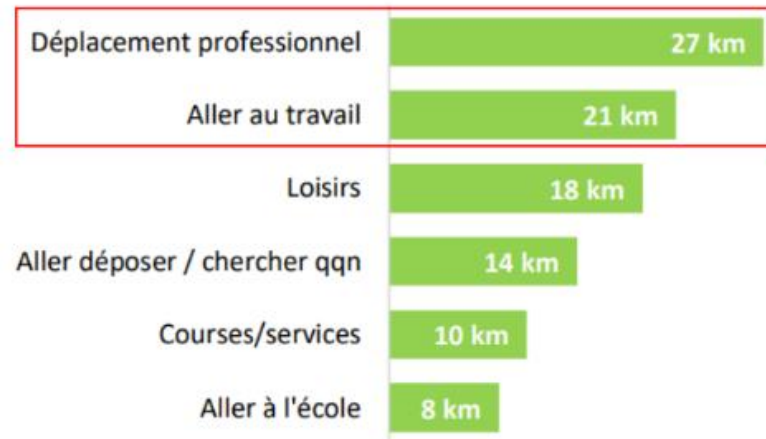 Déplacement professionnel 27 km
Aller au travail 21 km
Loisirs 18 km
Aller déposer / chercher qqn 14 km
Courses/services 10 km
Aller à l'école 8 km